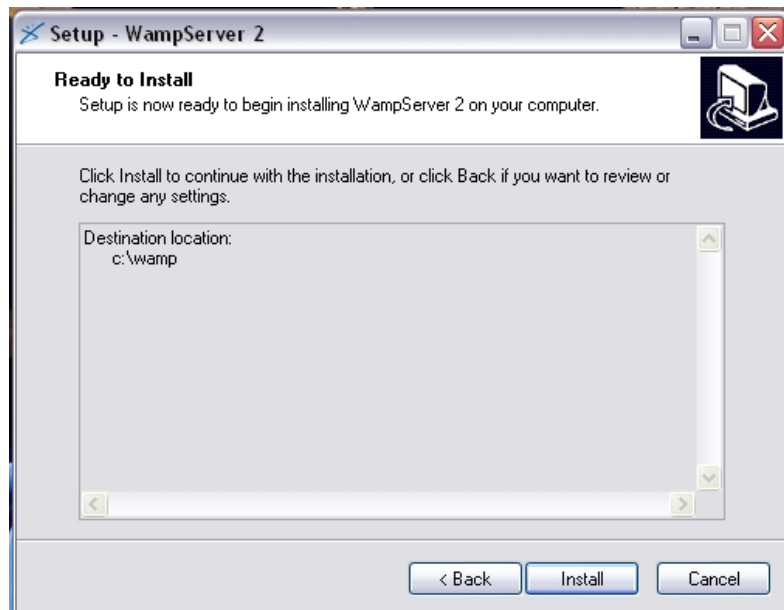 Setup - WampServer 2
Ready to Install
Setup is now ready to begin installing WampServer 2 on your computer.
Click Install to continue with the installation, or click Back if you want to review or
change any settings.
Destination location:
c:\wamp
< Back
Install
Cancel